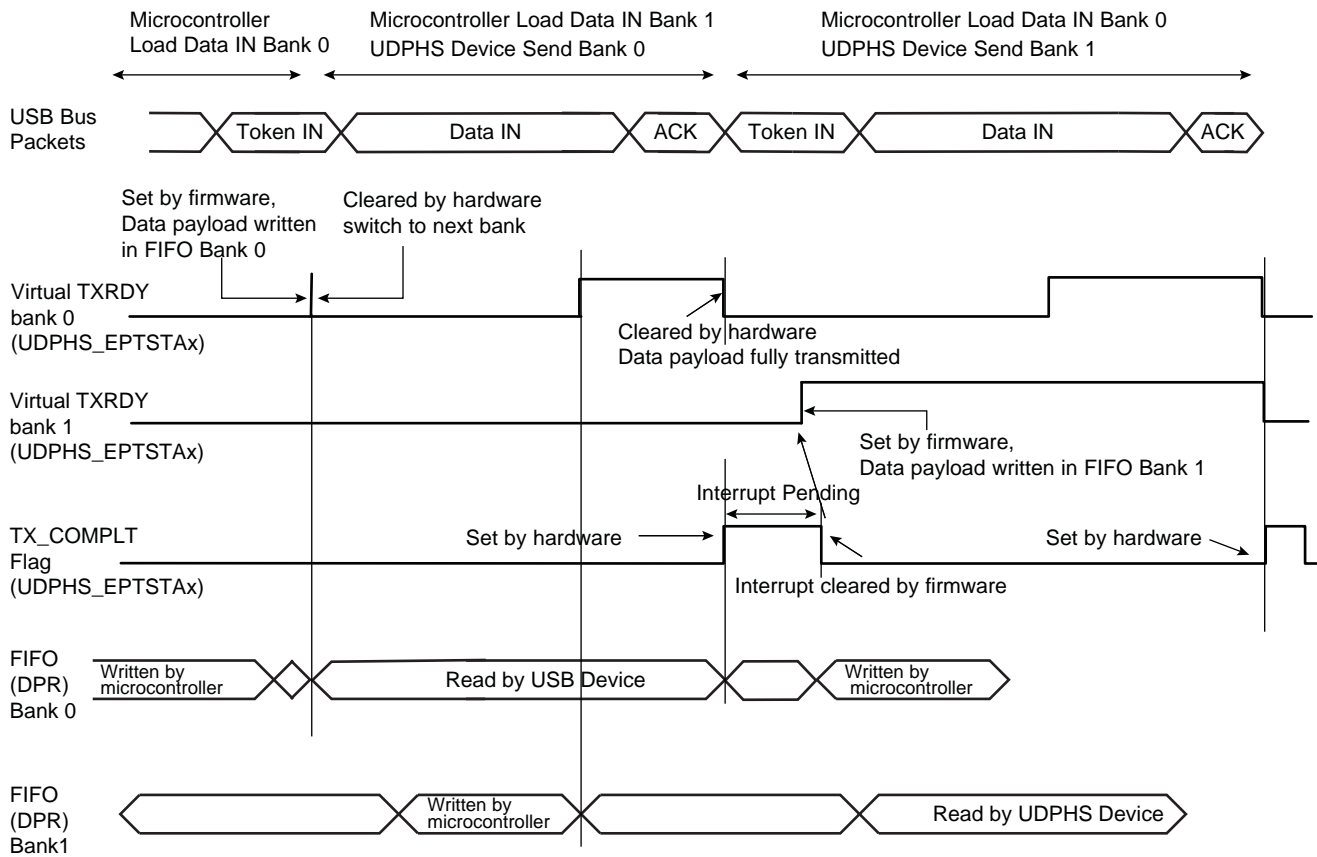 Microcontroller
Load Data IN Bank 0
Microcontroller Load Data IN Bank 1
UDPHS Device Send Bank 0
Microcontroller Load Data IN Bank 0
UDPHS Device Send Bank 1
USB Bus
Packets
Token IN
Data IN
ACK
Token IN
Data IN
ACK
Set by firmware,
Data payload written
in FIFO Bank 0
Cleared by hardware
switch to next bank
Virtual TXRDY
bank 0
(UDPHS_EPTSTAx)
Cleared by hardware
Data payload fully transmitted
Virtual TXRDY
bank 1
(UDPHS_EPTSTAx)
Set by firmware,
Data payload written in FIFO Bank 1
Interrupt Pending
TX_COMPLT
Flag
(UDPHS_EPTSTAx)
Set by hardware
Set by hardware
Interrupt cleared by firmware
FIFO
(DPR)
Bank 0
Written by
microcontroller
Read by USB Device
Written by
microcontroller
FIFO
(DPR)
Bank1
Written by
microcontroller
Read by UDPHS Device